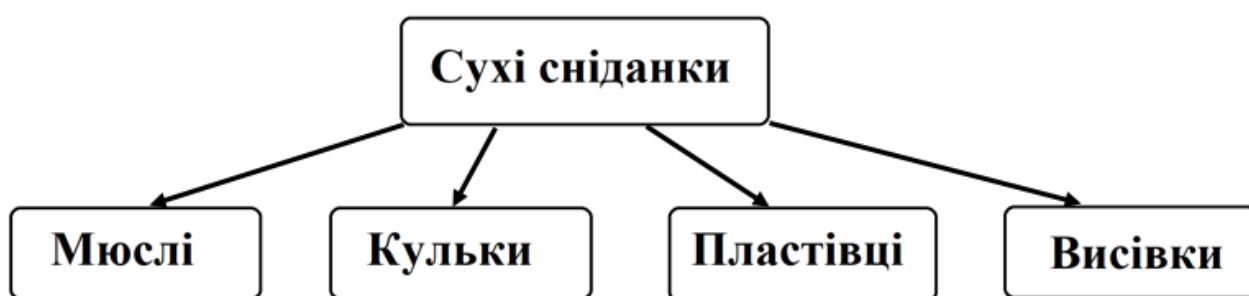 Сухі сніданки
Мюслі
Кульки
Пластівці
Висівки